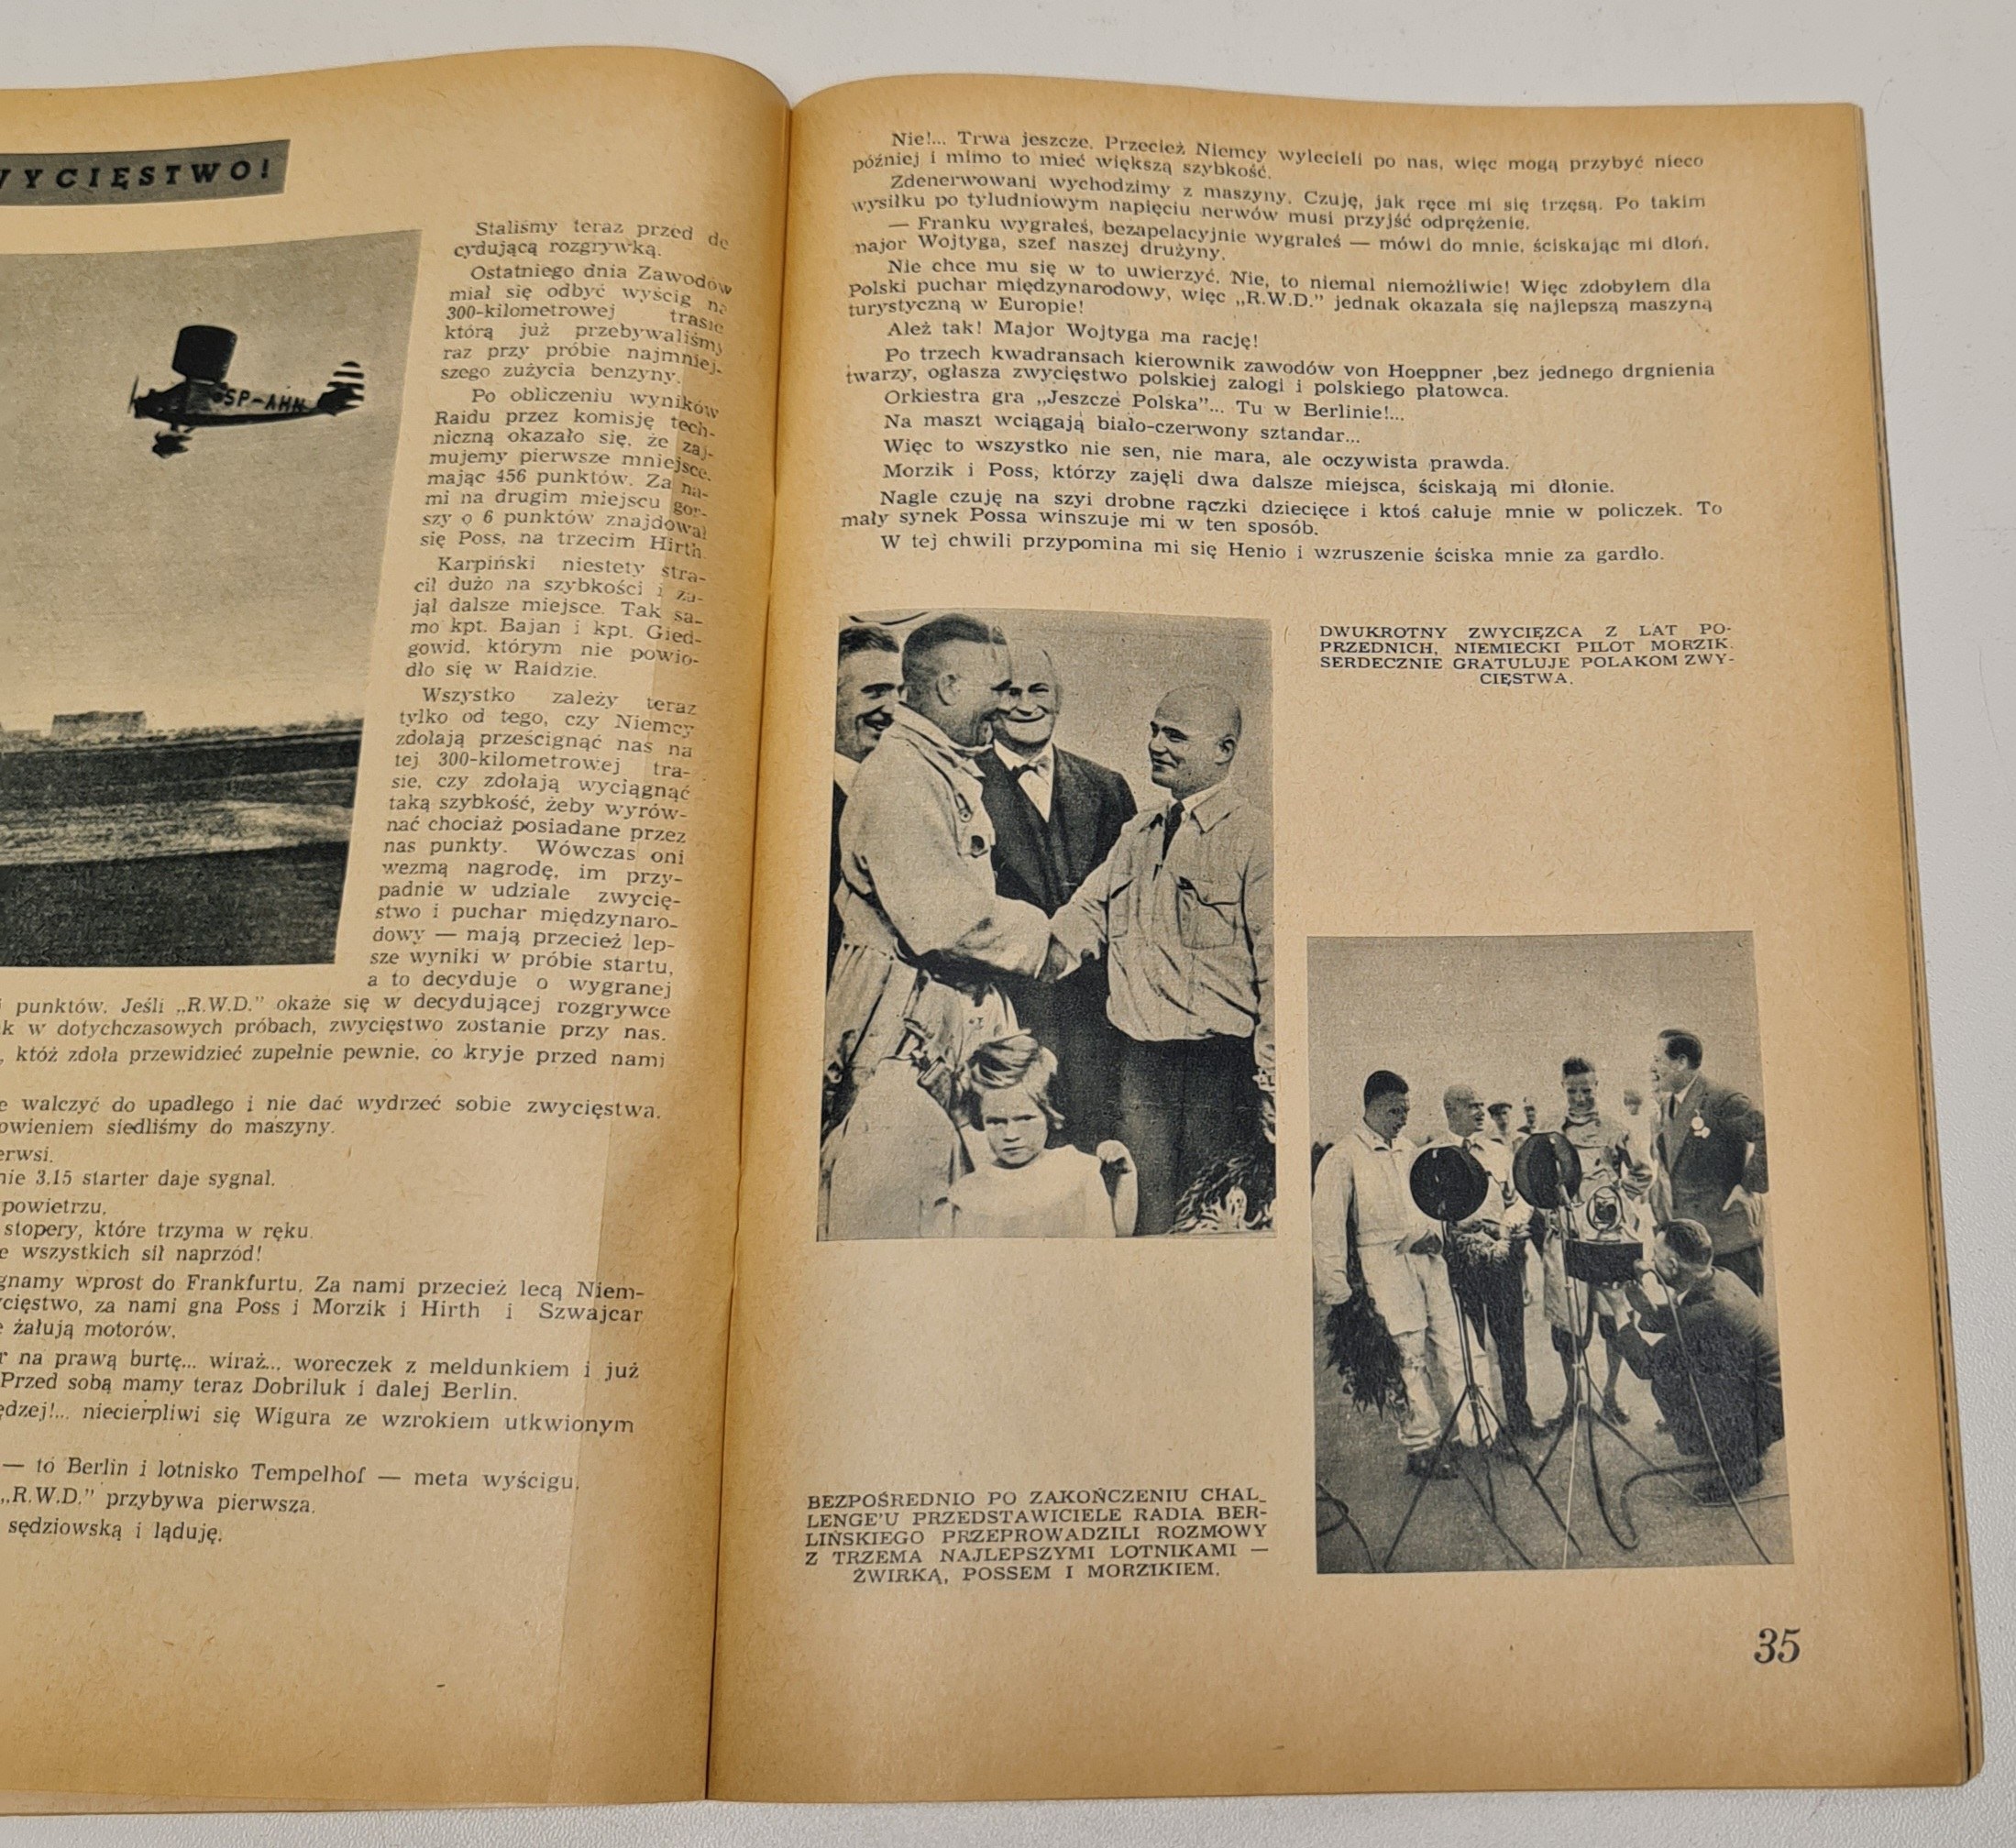 WYCIĘSTWO!
SP-AHN
Staliśmy teraz przed de
cydującą rozgrywką.
Ostatniego dnia Zawodów
miał się odbyć wyścig na
300-kilometrowej trasie
którą już przebywaliśmy
raz przy próbie najmniej-
szego zużycia benzyny.
Po obliczeniu wyników
Raidu przez komisję tech-
niczną okazało się, że zaj-
mujemy pierwsze mniejsce,
mając 456 punktów. Za na-
mi na drugim miejscu gor-
szy o 6 punktów znajdował
się Poss, na trzecim Hirth.
Karpiński niestety stra-
cił dużo na szybkości i za-
jął dalsze miejsce. Tak sa-
mo kpt. Bajan i kpt. Gied-
gowid, którym nie powio-
dło się w Raidzie.
Wszystko zależy teraz
tylko od tego, czy Niemcy
zdołają prześcignąć nas na
tej 300-kilometrowej tra-
sie, czy zdołają wyciągnąć
taką szybkość, żeby wyrów-
nać chociaż posiadane przez
nas punkty. Wówczas oni
wezmą nagrodę, im przy-
padnie w udziale zwycię-
stwo i puchar międzynaro-
dowy — mają przecież lep-
sze wyniki w próbie startu,
a to decyduje o wygranej
i punktów. Jeśli „R.W.D." okaże się w decydującej rozgrywce
k w dotychczasowych próbach, zwycięstwo zostanie przy nas.
, któż zdoła przewidzieć zupełnie pewnie, co kryje przed nami
e walczyć do upadłego i nie dać wydrzeć sobie zwycięstwa.
owieniem siedliśmy do maszyny.
erwsi.
nie 3.15 starter daje sygnał.
powietrzu.
stopery, które trzyma w ręku.
e wszystkich sił naprzód!
gnamy wprost do Frankfurtu. Za nami przecież lecą Niem-
ycięstwo, za nami gna Poss i Morzik i Hirth i Szwajcar
e żałują motorów.
r na prawą burtę... wiraż... woreczek z meldunkiem i już
Przed sobą mamy teraz Dobriluk i dalej Berlin.
ędzej!... niecierpliwi się Wigura ze wzrokiem utkwionym
— to Berlin i lotnisko Tempelhof — meta wyścigu.
„R.W.D." przybywa pierwsza.
sędziowską i ląduję.
Nie!... Trwa jeszcze. Przecież Niemcy wylecieli po nas, więc mogą przybyć nieco
później i mimo to mieć większą szybkość.
Zdenerwowani wychodzimy z maszyny. Czuję, jak ręce mi się trzęsą. Po takim
wysiłku po tyludniowym napięciu nerwów musi przyjść odprężenie.
— Franku wygrałeś, bezapelacyjnie wygrałeś — mówi do mnie, ściskając mi dłoń,
major Wojtyga, szef naszej drużyny.
Nie chce mu się w to uwierzyć. Nie, to niemal niemożliwie! Więc zdobyłem dla
Polski puchar międzynarodowy, więc „R.W.D." jednak okazała się najlepszą maszyną
turystyczną w Europie!
Ależ tak! Major Wojtyga ma rację!
Po trzech kwadransach kierownik zawodów von Hoeppner ,bez jednego drgnienia
twarzy, ogłasza zwycięstwo polskiej załogi i polskiego płatowca.
Orkiestra gra „Jeszcze Polska"... Tu w Berlinie!...
Na maszt wciągają biało-czerwony sztandar...
Więc to wszystko nie sen, nie mara, ale oczywista prawda.
Morzik i Poss, którzy zajęli dwa dalsze miejsca, ściskają mi dłonie.
Nagle czuję na szyi drobne rączki dziecięce i ktoś całuje mnie w policzek. To
mały synek Possa winszuje mi w ten sposób.
W tej chwili przypomina mi się Henio i wzruszenie ściska mnie za gardło.
DWUKROTNY ZWYCIĘZCA Z LAT PO-
PRZEDNICH, NIEMIECKI PILOT MORZIK.
SERDECZNIE GRATULUJE POLAKOM ZWY-
CIĘSTWA.
BEZPOŚREDNIO PO ZAKOŃCZENIU CHAL-
LENGE'U PRZEDSTAWICIELE RADIA BER-
LIŃSKIEGO PRZEPROWADZILI ROZMOWY
Z TRZEMA NAJLEPSZYMI LOTNIKAMI —
ŻWIRKĄ, POSSEM I MORZIKIEM.
35